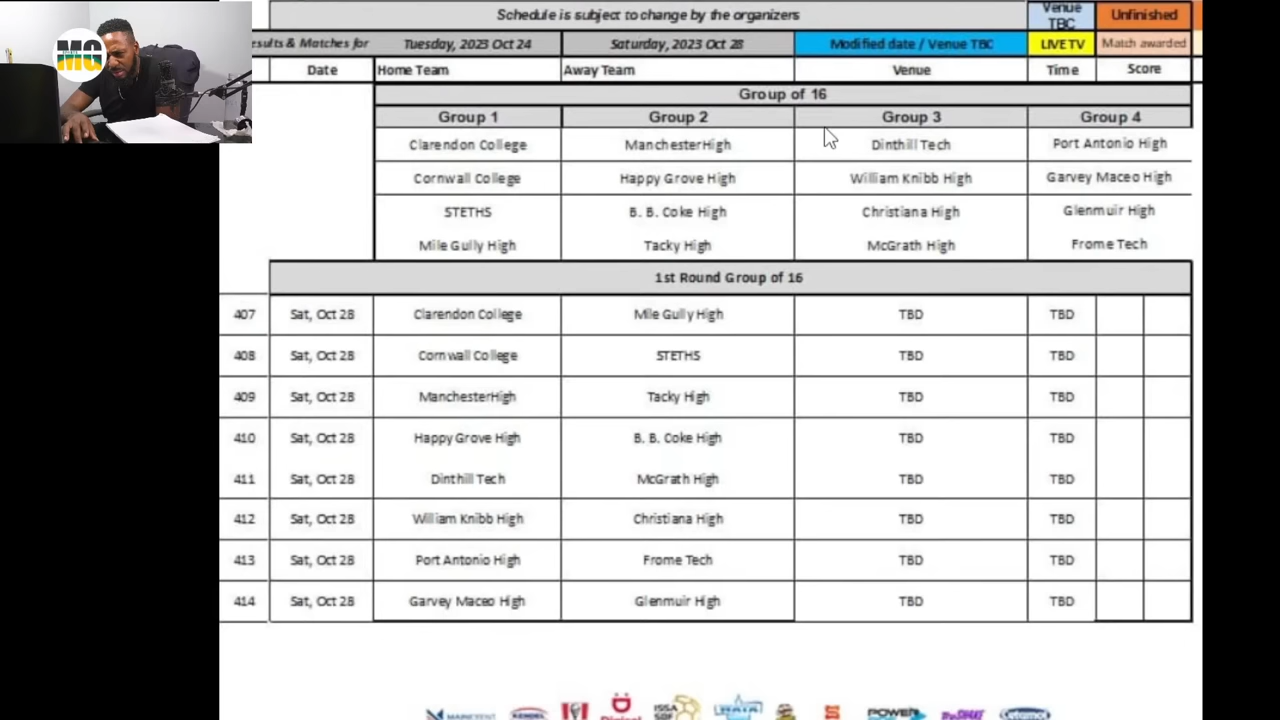 Schedule is subject to change by the organizers Venue TBC Unfinished
esults & Matches for Tuesday, 2023 Oct 24 Saturday, 2023 Oct 28 Modified date / Venue TBC LIVE TV Match awarded
MG
Date Home Team Away Team Venue Time Score
Group of 16
Group 1 Group 2 Group 3 Group 4
Clarendon College ManchesterHigh Dinthill Tech Port Antonio High
Cornwall College Happy Grove High William Knibb High Garvey Maceo High
STETHS B. B. Coke High Christiana High Glenmuir High
Mile Gully High Tacky High McGrath High Frome Tech
1st Round Group of 16
407 Sat, Oct 28 Clarendon College Mile Gully High TBD TBD
408 Sat, Oct 28 Cornwall College STETHS TBD TBD
409 Sat, Oct 28 ManchesterHigh Tacky High TBD TBD
410 Sat, Oct 28 Happy Grove High B. B. Coke High TBD TBD
411 Sat, Oct 28 Dinthill Tech McGrath High TBD TBD
412 Sat, Oct 28 William Knibb High Christiana High TBD TBD
413 Sat, Oct 28 Port Antonio High Frome Tech TBD TBD
414 Sat, Oct 28 Garvey Maceo High Glenmuir High TBD TBD
KFC Digicel ISSA POWER